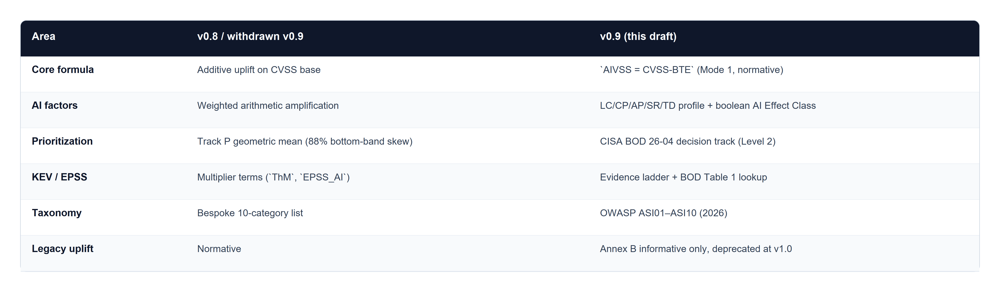 Area v0.8 / withdrawn v0.9 v0.9 (this draft)
Core formula Additive uplift on CVSS base `AIVSS = CVSS-BTE` (Mode 1, normative)
AI factors Weighted arithmetic amplification LC/CP/AP/SR/TD profile + boolean AI Effect Class
Prioritization Track P geometric mean (88% bottom-band skew) CISA BOD 26-04 decision track (Level 2)
KEV / EPSS Multiplier terms (`ThM`, `EPSS_AI`) Evidence ladder + BOD Table 1 lookup
Taxonomy Bespoke 10-category list OWASP ASI01–ASI10 (2026)
Legacy uplift Normative Annex B informative only, deprecated at v1.0